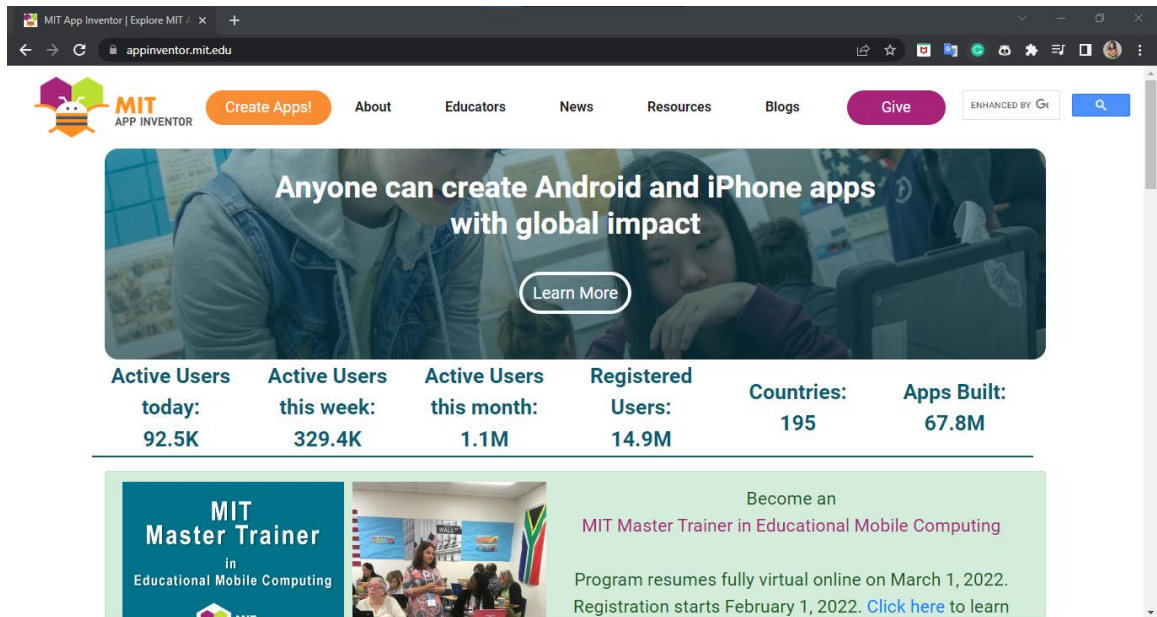 MIT App Inventor | Explore MIT A
appinventor.mit.edu
MIT
APP INVENTOR
Create Apps!
About
Educators
News
Resources
Blogs
Give
ENHANCED BY
Anyone can create Android and iPhone apps
with global impact
Learn More
Active Users
today:
92.5K
Active Users
this week:
329.4K
Active Users
this month:
1.1M
Registered
Users:
14.9M
Countries:
195
Apps Built:
67.8M
MIT
Master Trainer
in
Educational Mobile Computing
Become an
MIT Master Trainer in Educational Mobile Computing
Program resumes fully virtual online on March 1, 2022.
Registration starts February 1, 2022. Click here to learn